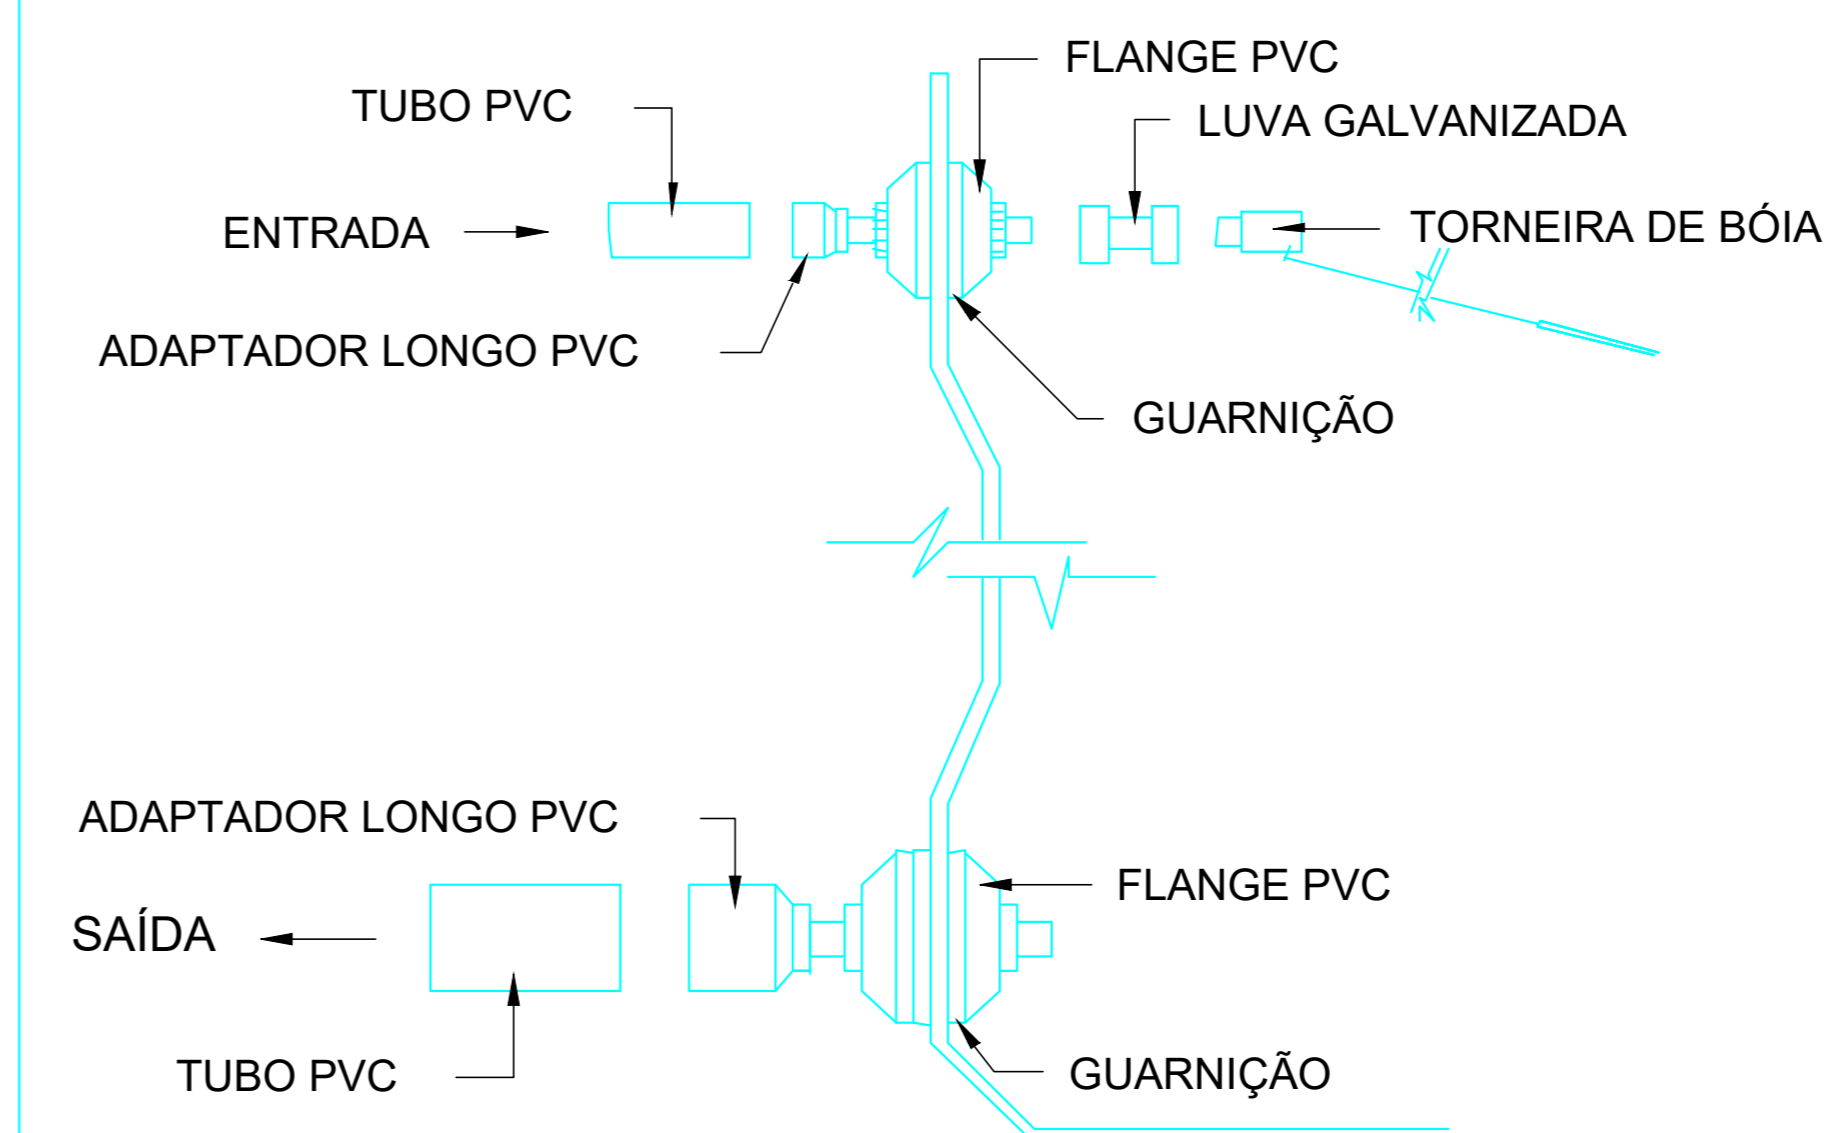 FLANGE PVC
TUBO PVC
LUVA GALVANIZADA
ENTRADA
TORNEIRA DE BÓIA
ADAPTADOR LONGO PVC
GUARNIÇÃO
ADAPTADOR LONGO PVC
FLANGE PVC
SAÍDA
TUBO PVC
GUARNIÇÃO